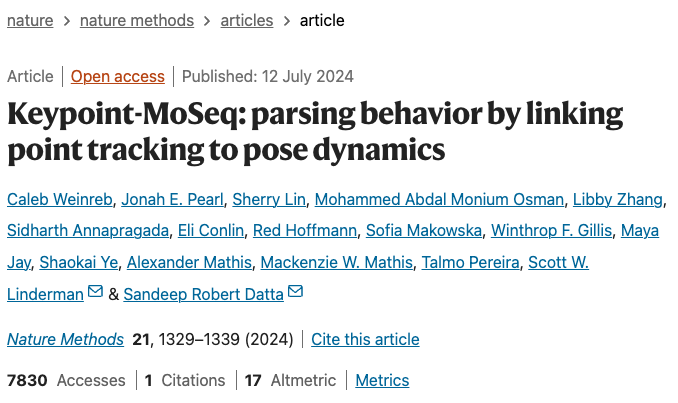 nature > nature methods > articles > article
Article | Open access | Published: 12 July 2024
Keypoint-MoSeq: parsing behavior by linking
point tracking to pose dynamics
Caleb Weinreb, Jonah E. Pearl, Sherry Lin, Mohammed Abdal Monium Osman, Libby Zhang,
Sidharth Annapragada, Eli Conlin, Red Hoffmann, Sofia Makowska, Winthrop F. Gillis, Maya
Jay, Shaokai Ye, Alexander Mathis, Mackenzie W. Mathis, Talmo Pereira, Scott W.
Linderman & Sandeep Robert Datta
Nature Methods 21, 1329–1339 (2024) | Cite this article
7830 Accesses | 1 Citations | 17 Altmetric | Metrics